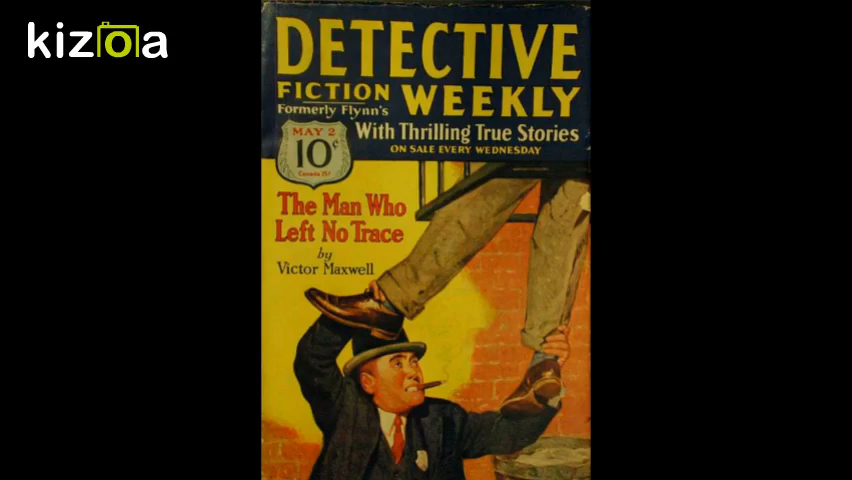 kizoa
DETECTIVE
FICTION WEEKLY
Formerly Flynn's
MAY 2
10¢
Canada 15¢
With Thrilling True Stories
ON SALE EVERY WEDNESDAY
The Man Who
Left No Trace
by
Victor Maxwell